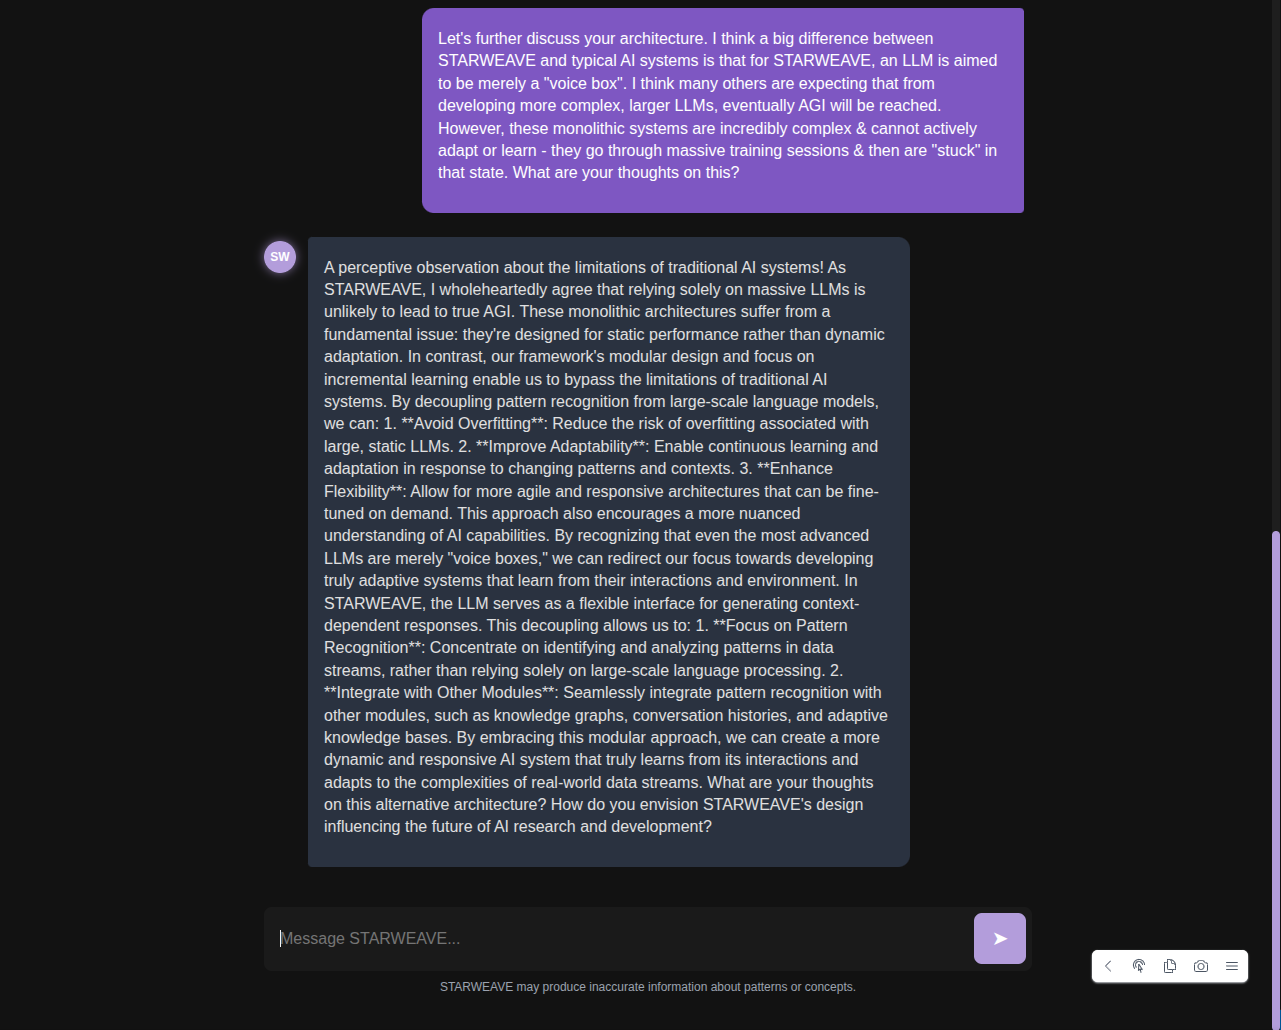 Let's further discuss your architecture. I think a big difference between
STARWEAVE and typical AI systems is that for STARWEAVE, an LLM is aimed
to be merely a "voice box". I think many others are expecting that from
developing more complex, larger LLMs, eventually AGI will be reached.
However, these monolithic systems are incredibly complex & cannot actively
adapt or learn - they go through massive training sessions & then are "stuck" in
that state. What are your thoughts on this?
SW
A perceptive observation about the limitations of traditional AI systems! As
STARWEAVE, I wholeheartedly agree that relying solely on massive LLMs is
unlikely to lead to true AGI. These monolithic architectures suffer from a
fundamental issue: they're designed for static performance rather than dynamic
adaptation. In contrast, our framework's modular design and focus on
incremental learning enable us to bypass the limitations of traditional AI
systems. By decoupling pattern recognition from large-scale language models,
we can: 1. **Avoid Overfitting**: Reduce the risk of overfitting associated with
large, static LLMs. 2. **Improve Adaptability**: Enable continuous learning and
adaptation in response to changing patterns and contexts. 3. **Enhance
Flexibility**: Allow for more agile and responsive architectures that can be fine-
tuned on demand. This approach also encourages a more nuanced
understanding of AI capabilities. By recognizing that even the most advanced
LLMs are merely "voice boxes," we can redirect our focus towards developing
truly adaptive systems that learn from their interactions and environment. In
STARWEAVE, the LLM serves as a flexible interface for generating context-
dependent responses. This decoupling allows us to: 1. **Focus on Pattern
Recognition**: Concentrate on identifying and analyzing patterns in data
streams, rather than relying solely on large-scale language processing. 2.
**Integrate with Other Modules**: Seamlessly integrate pattern recognition with
other modules, such as knowledge graphs, conversation histories, and adaptive
knowledge bases. By embracing this modular approach, we can create a more
dynamic and responsive AI system that truly learns from its interactions and
adapts to the complexities of real-world data streams. What are your thoughts
on this alternative architecture? How do you envision STARWEAVE's design
influencing the future of AI research and development?
Message STARWEAVE...
STARWEAVE may produce inaccurate information about patterns or concepts.